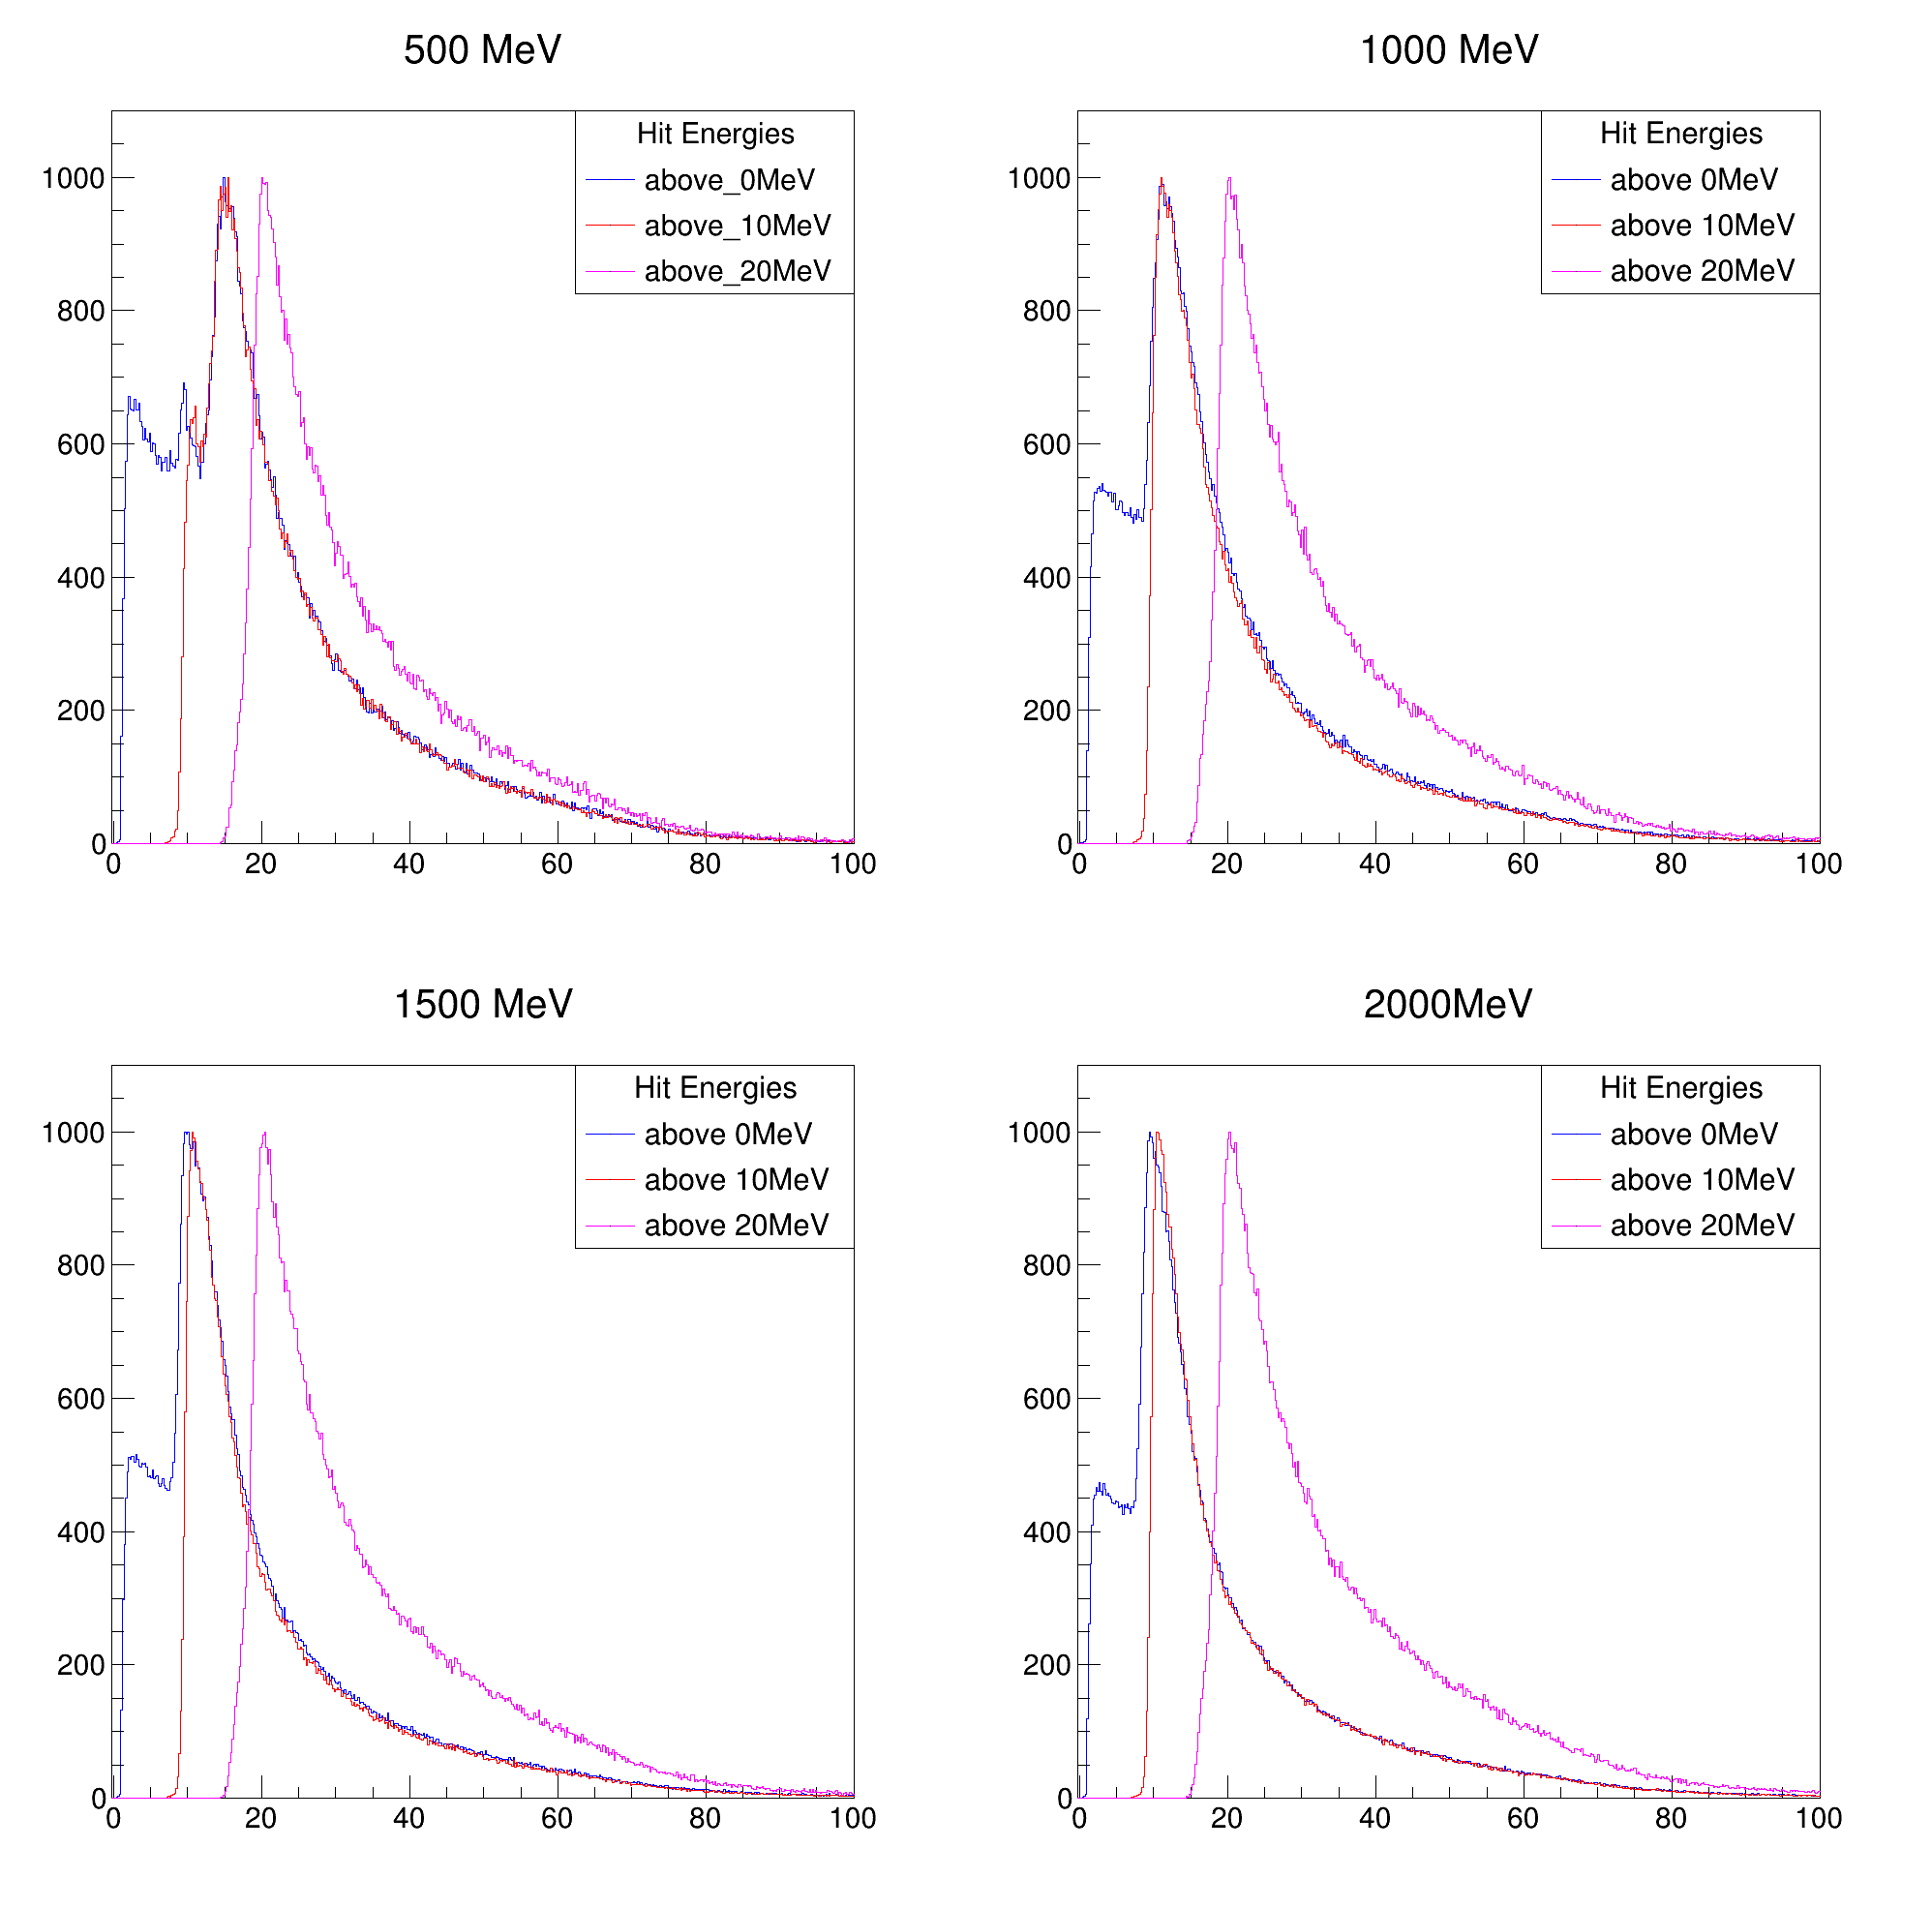 500 MeV
Hit Energies
above_0MeV
above_10MeV
above_20MeV
1000
800
600
400
200
0
0 20 40 60 80 100
1000 MeV
Hit Energies
above 0MeV
above 10MeV
above 20MeV
1000
800
600
400
200
0
0 20 40 60 80 100
1500 MeV
Hit Energies
above 0MeV
above 10MeV
above 20MeV
1000
800
600
400
200
0
0 20 40 60 80 100
2000MeV
Hit Energies
above 0MeV
above 10MeV
above 20MeV
1000
800
600
400
200
0
0 20 40 60 80 100